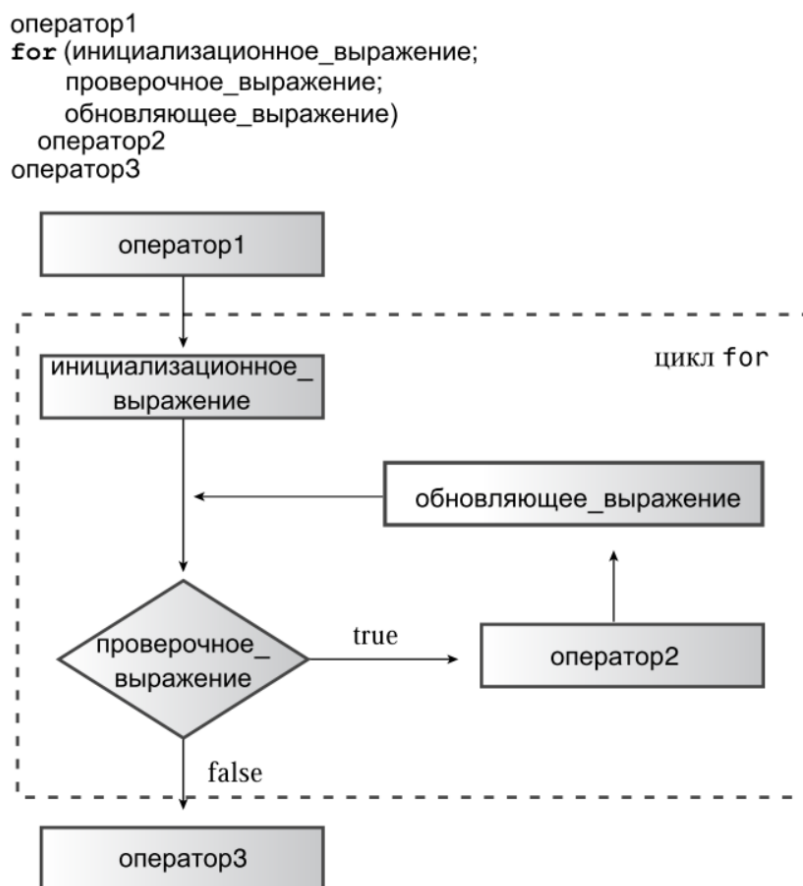 оператор1
for (инициализационное_выражение;
проверочное_выражение;
обновляющее_выражение)
оператор2
оператор3
оператор1
цикл for
инициализационное_
выражение
обновляющее_выражение
проверочное_
выражение
true
оператор2
false
оператор3